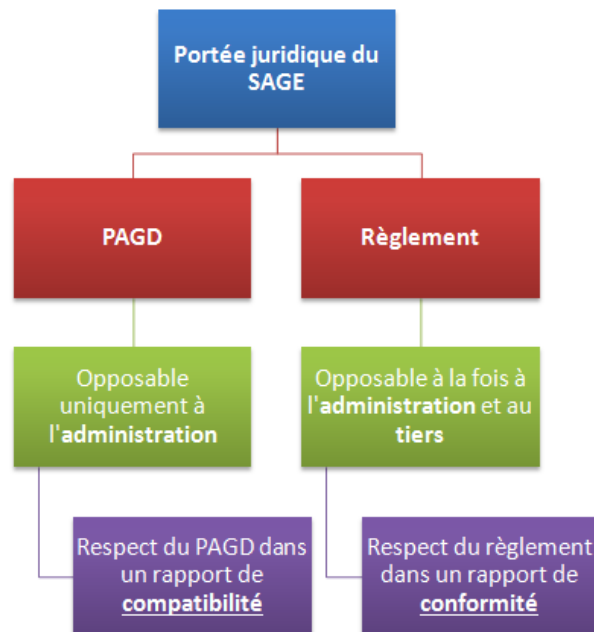 Portée juridique du
SAGE
PAGD
Règlement
Opposable
uniquement à
l'administration
Opposable à la fois à
l'administration et au
tiers
Respect du PAGD dans
un rapport de
compatibilité
Respect du règlement
dans un rapport de
conformité